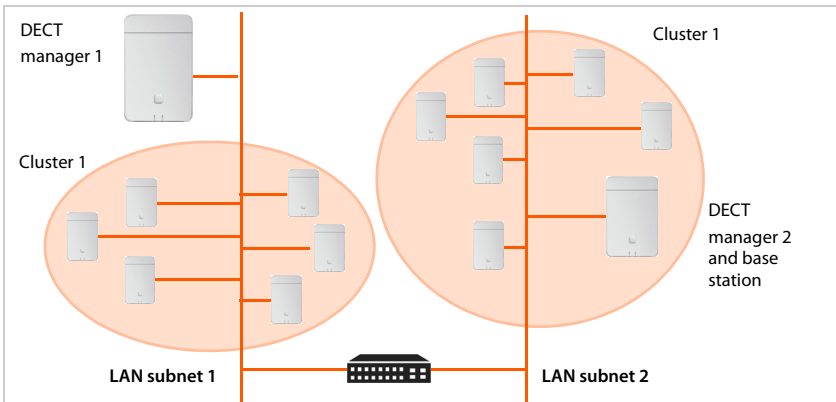 DECT
manager 1
Cluster 1
Cluster 1
DECT
manager 2
and base
station
LAN subnet 1
LAN subnet 2